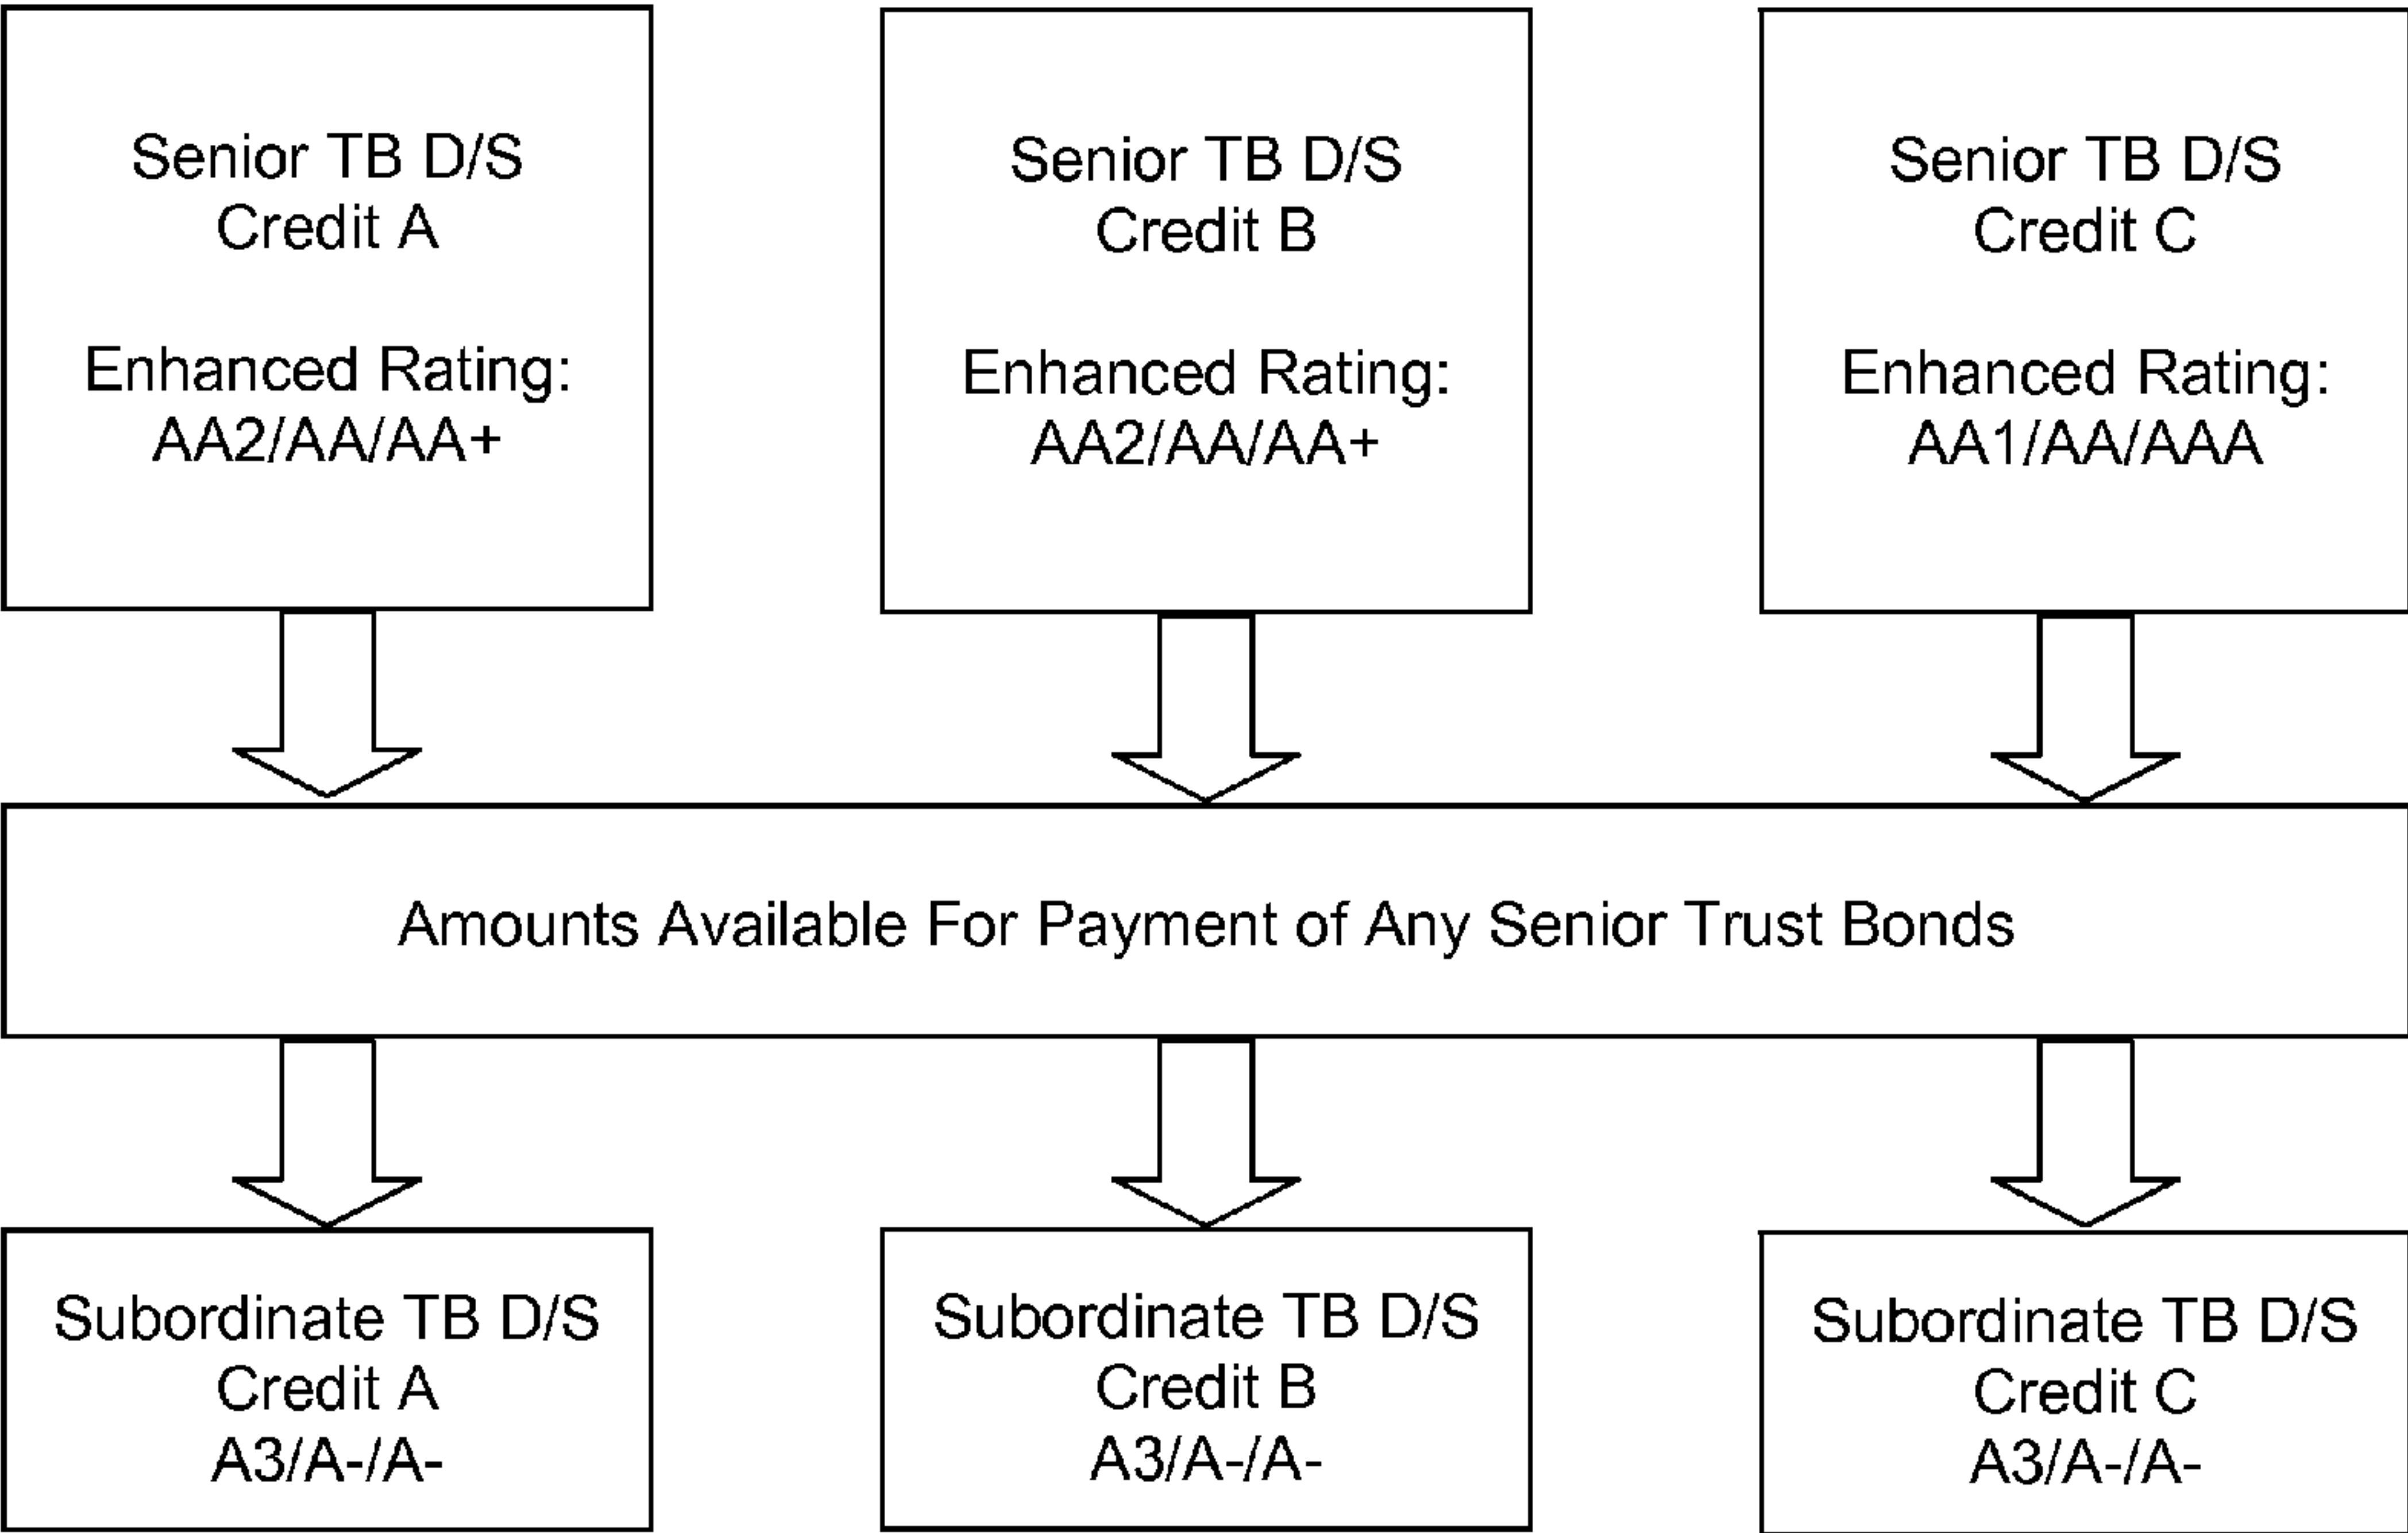 Senior TB D/S
Credit A
Enhanced Rating:
AA2/AA/AA+
Senior TB D/S
Credit B
Enhanced Rating:
AA2/AA/AA+
Senior TB D/S
Credit C
Enhanced Rating:
AA1/AA/AAA
Amounts Available For Payment of Any Senior Trust Bonds
Subordinate TB D/S
Credit A
A3/A-/A-
Subordinate TB D/S
Credit B
A3/A-/A-
Subordinate TB D/S
Credit C
A3/A-/A-